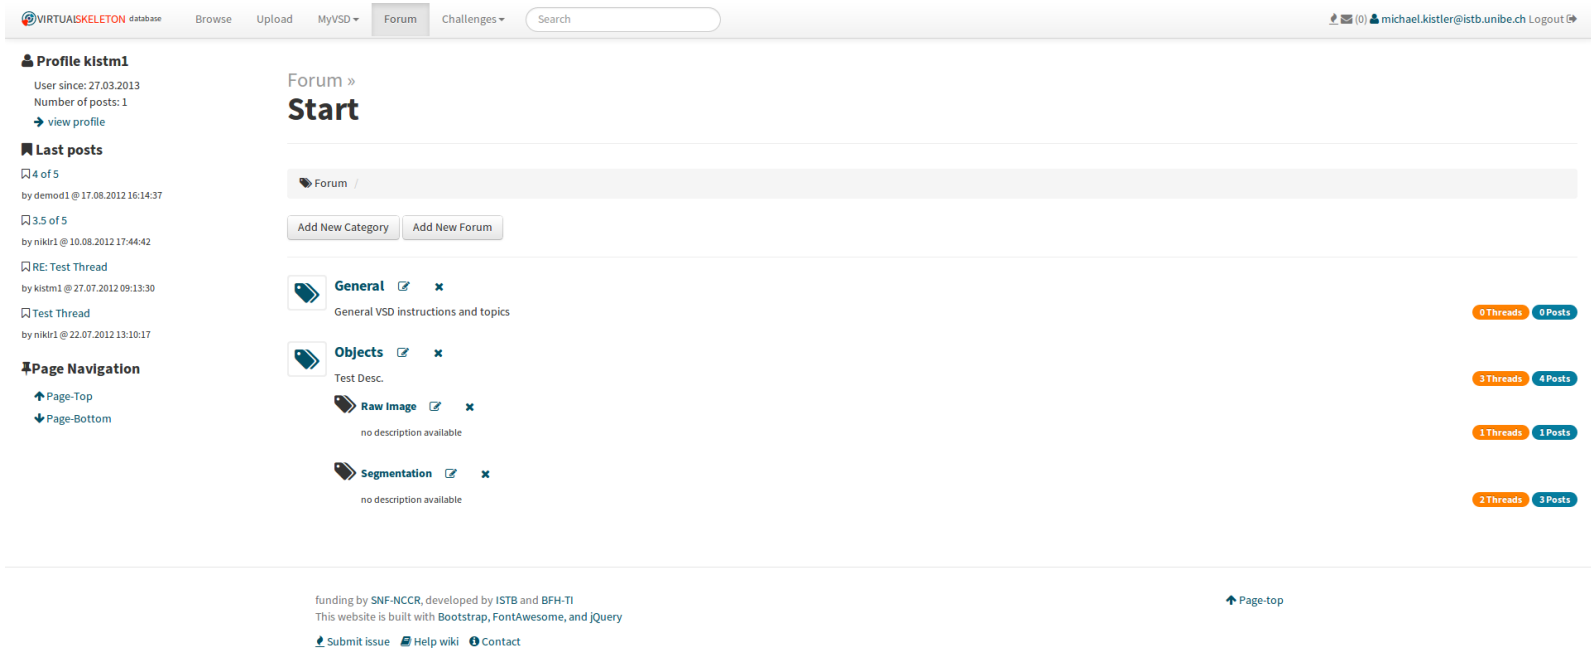 VIRTUALSKELETON database Browse Upload MyVSD Forum Challenges Search (0) michael.kistler@istb.unibe.ch Logout
Profile kistm1
User since: 27.03.2013
Number of posts: 1
view profile
Last posts
4 of 5
by demod1 @ 17.08.2012 16:14:37
3.5 of 5
by niklr1 @ 10.08.2012 17:44:42
RE: Test Thread
by kistm1 @ 27.07.2012 09:13:30
Test Thread
by niklr1 @ 22.07.2012 13:10:17
Page Navigation
Page-Top
Page-Bottom
Forum »
Start
Forum /
Add New Category Add New Forum
General
General VSD instructions and topics
0 Threads 0 Posts
Objects
Test Desc.
3 Threads 4 Posts
Raw Image
no description available
1 Threads 1 Posts
Segmentation
no description available
2 Threads 3 Posts
funding by SNF-NCCR, developed by ISTB and BFH-TI
This website is built with Bootstrap, FontAwesome, and jQuery
Submit issue Help wiki Contact
Page-top